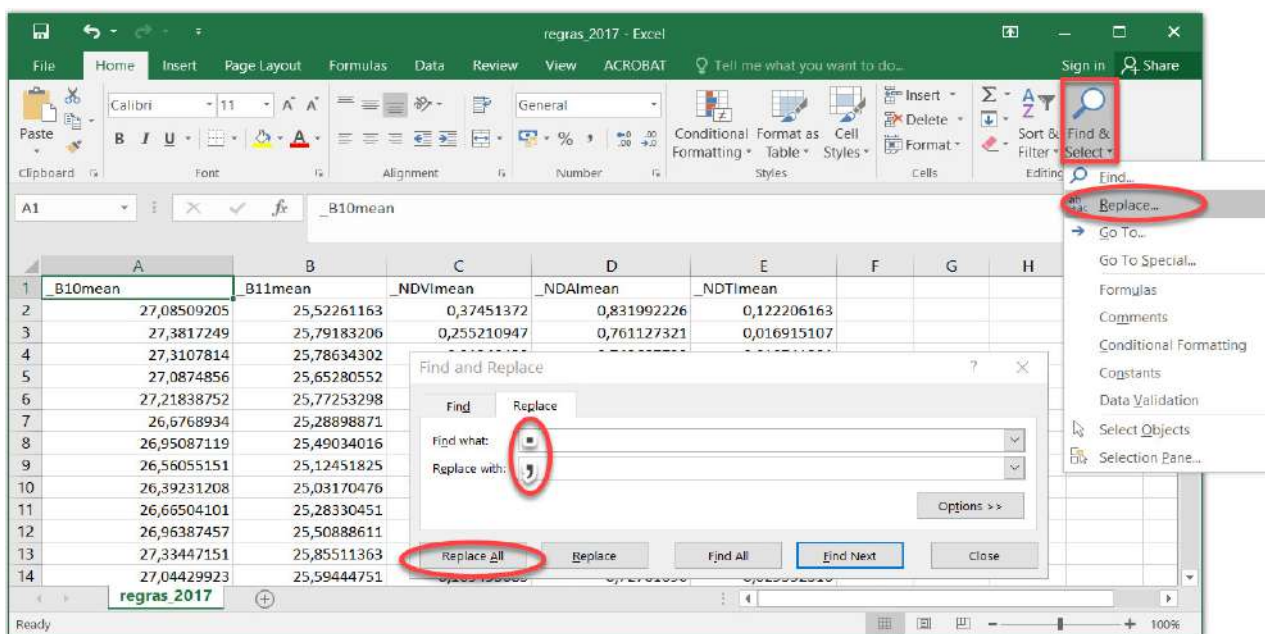 regras_2017 - Excel
File Home Insert Page Layout Formulas Data Review View ACROBAT Tell me what you want to do... Sign in Share
Paste
Calibri 11 A A
B I U A
General
% , .00
Conditional Formatting
Format as Table
Cell Styles
Insert
Delete
Format
Sort & Filter
Find & Select
Clipboard Font Alignment Number Styles Cells Editing
A1 fx _B10mean
Find...
Replace...
Go To...
Go To Special...
Formulas
Comments
Conditional Formatting
Constants
Data Validation
Select Objects
Selection Pane...
A B C D E F G H
1 _B10mean _B11mean _NDVImean _NDAImean _NDTImean
2 27,08509205 25,52261163 0,37451372 0,831992226 0,122206163
3 27,3817249 25,79183206 0,255210947 0,761127321 0,016915107
4 27,3107814 25,78634302
5 27,0874856 25,65280552
6 27,21838752 25,77253298
7 26,6768934 25,28898871
8 26,95087119 25,49034016
9 26,56055151 25,12451825
10 26,39231208 25,03170476
11 26,66504101 25,28330451
12 26,96387457 25,50888611
13 27,33447151 25,85511363
14 27,04429923 25,59444751
Find and Replace ?
Find Replace
Find what: .
Replace with: ,
Options >>
Replace All Replace Find All Find Next Close
regras_2017
Ready 100%